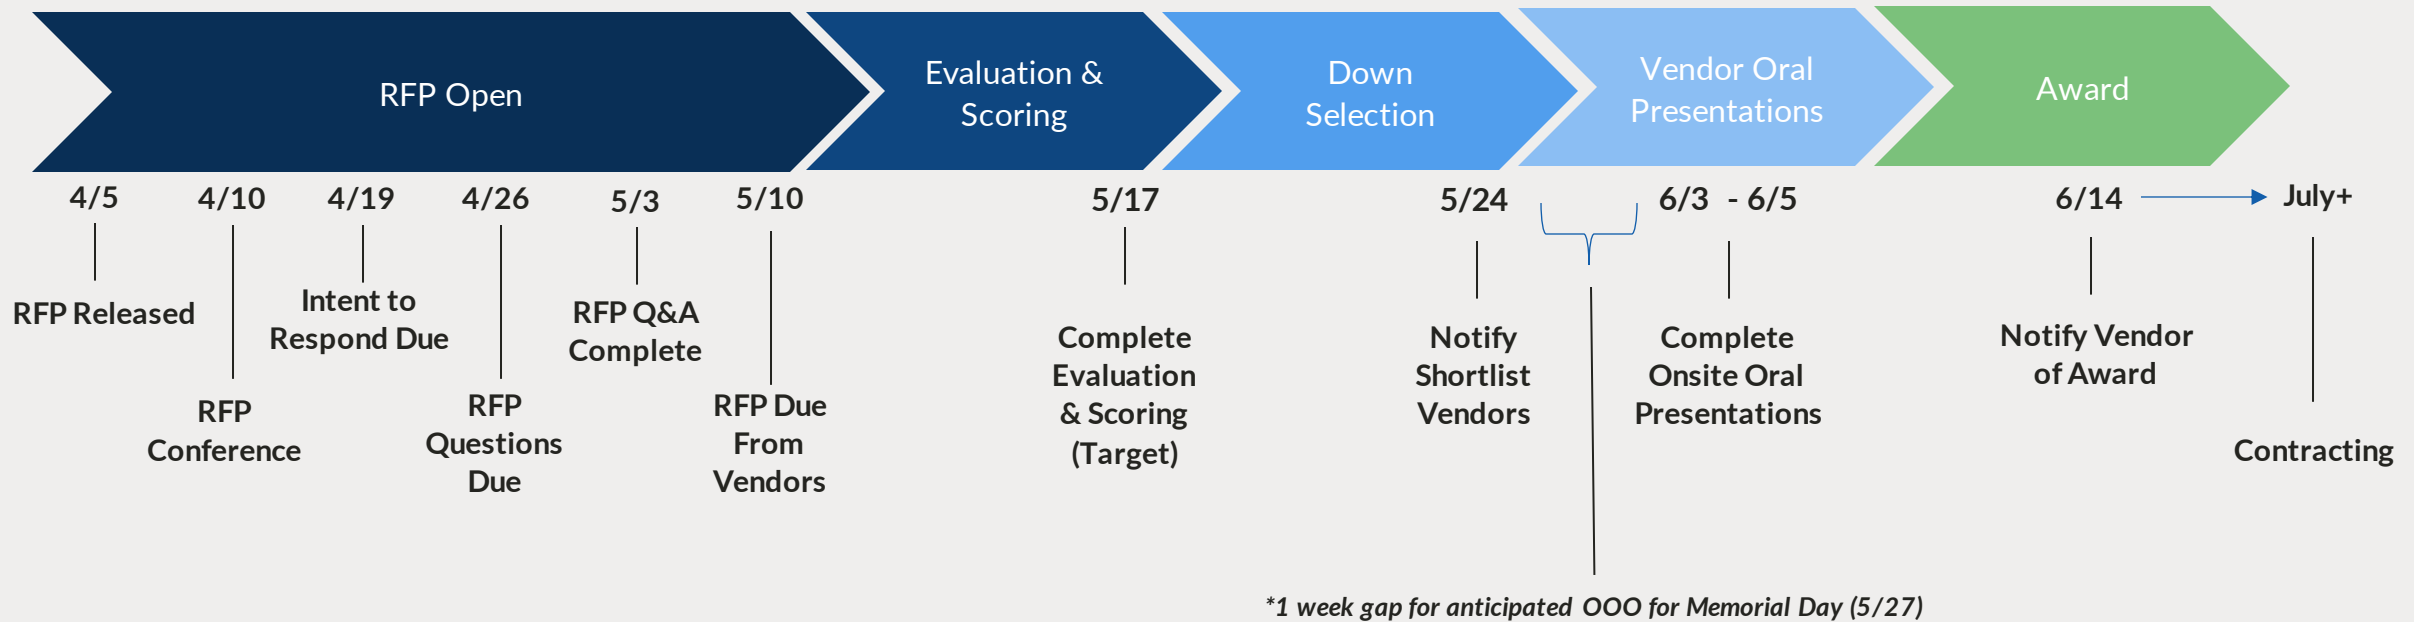 RFP Open
Evaluation &
Scoring
Down
Selection
Vendor Oral
Presentations
Award
4/5
4/10
4/19
4/26
5/3
5/10
5/17
5/24
6/3 - 6/5
6/14
July+
RFP Released
RFP
Conference
Intent to
Respond Due
RFP
Questions
Due
RFP Q&A
Complete
RFP Due
From
Vendors
Complete
Evaluation
& Scoring
(Target)
Notify
Shortlist
Vendors
Complete
Onsite Oral
Presentations
Notify Vendor
of Award
Contracting
*1 week gap for anticipated OOO for Memorial Day (5/27)